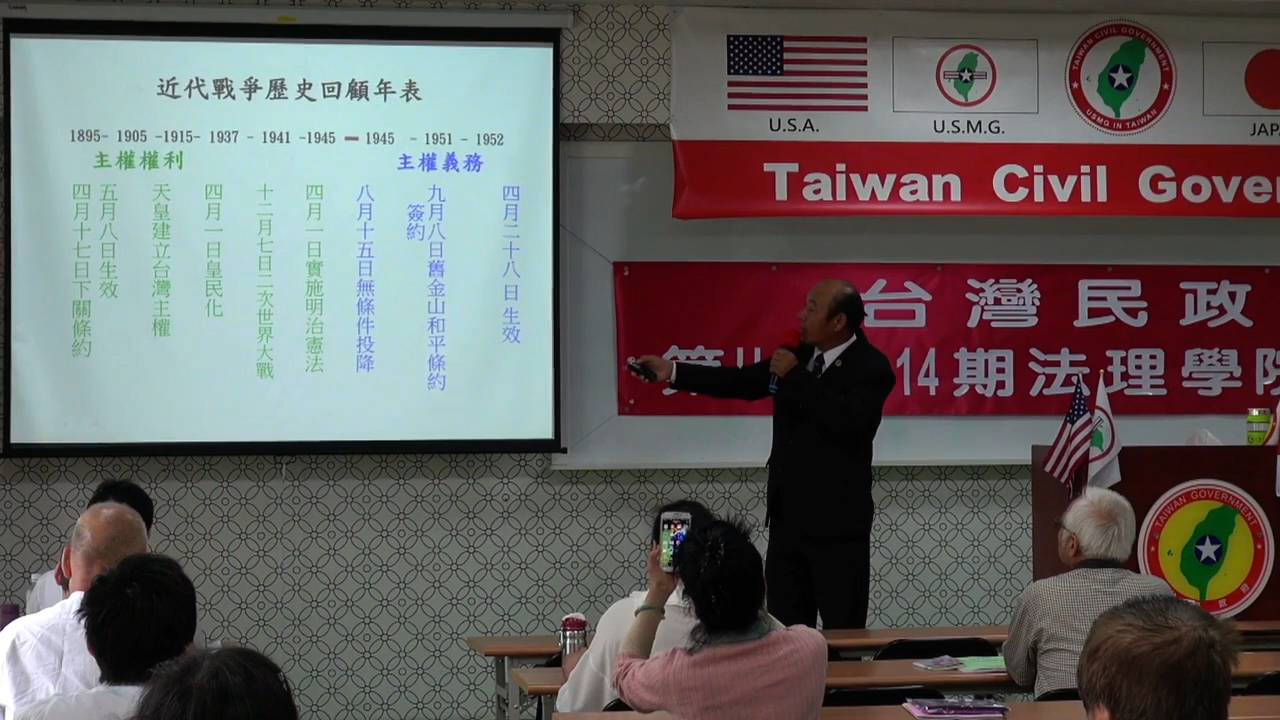 近代戰爭歷史回顧年表
1895- 1905 -1915- 1937 - 1941 -1945 - 1945 - 1951 - 1952
主權權利
主權義務
四月十七日下關條約
五月八日生效
天皇建立台灣主權
四月一日皇民化
十二月七日二次世界大戰
四月一日實施明治憲法
八月十五日無條件投降
九月八日舊金山和平條約
簽約
四月二十八日生效
U.S.A.
U.S.M.G.
TAIWAN CIVIL GOVERNMENT
USMG IN TAIWAN
JAP
Taiwan Civil Gove
台灣民政
第 14期法理學院
TAIWAN GOVERNMENT